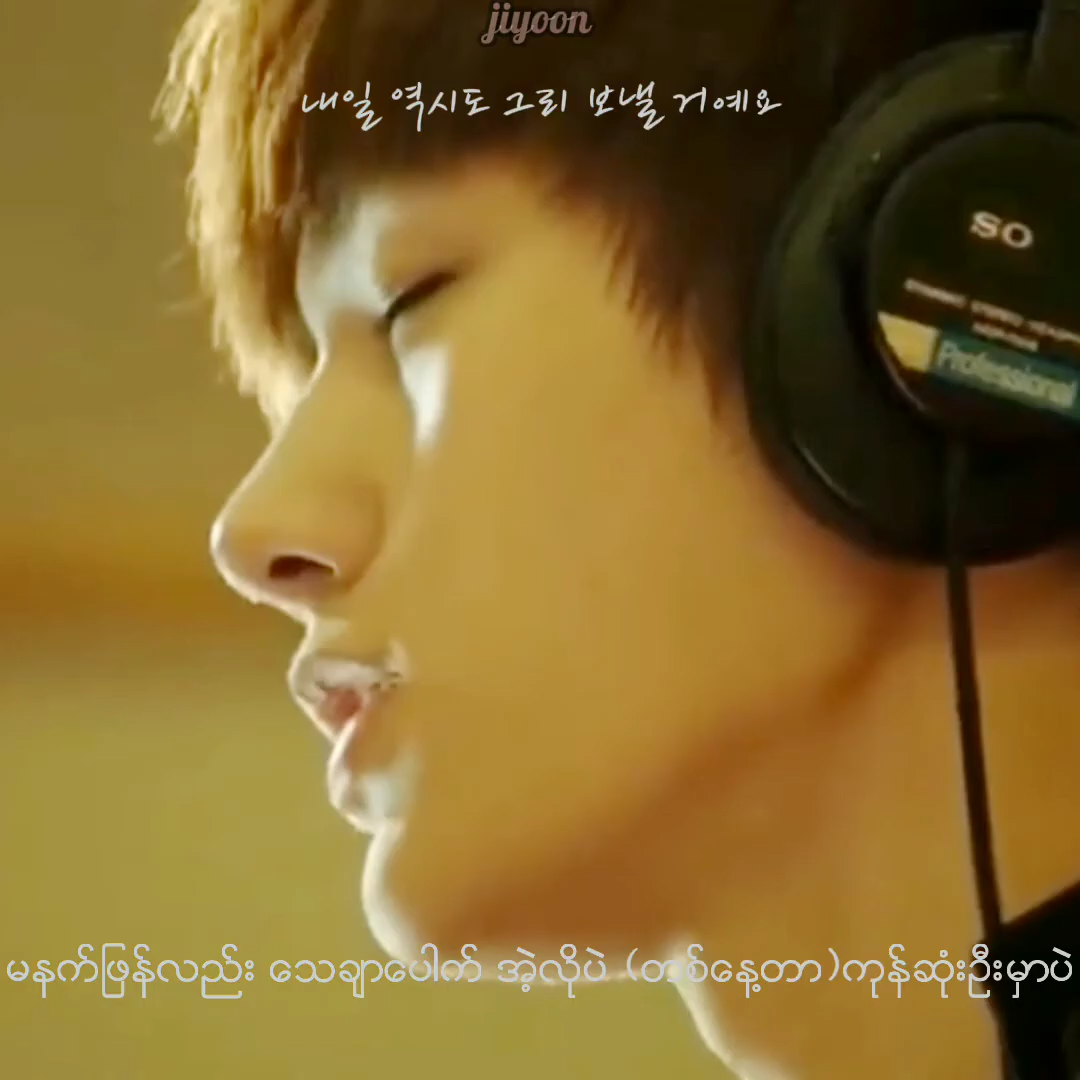 jiyoon
내일 역시도 그리 보낼 거예요
SO
Professional
မနက်ဖြန်လည်း သေချာပေါက် အဲ့လိုပဲ (တစ်နေ့တာ)ကုန်ဆုံးဦးမှာပဲ